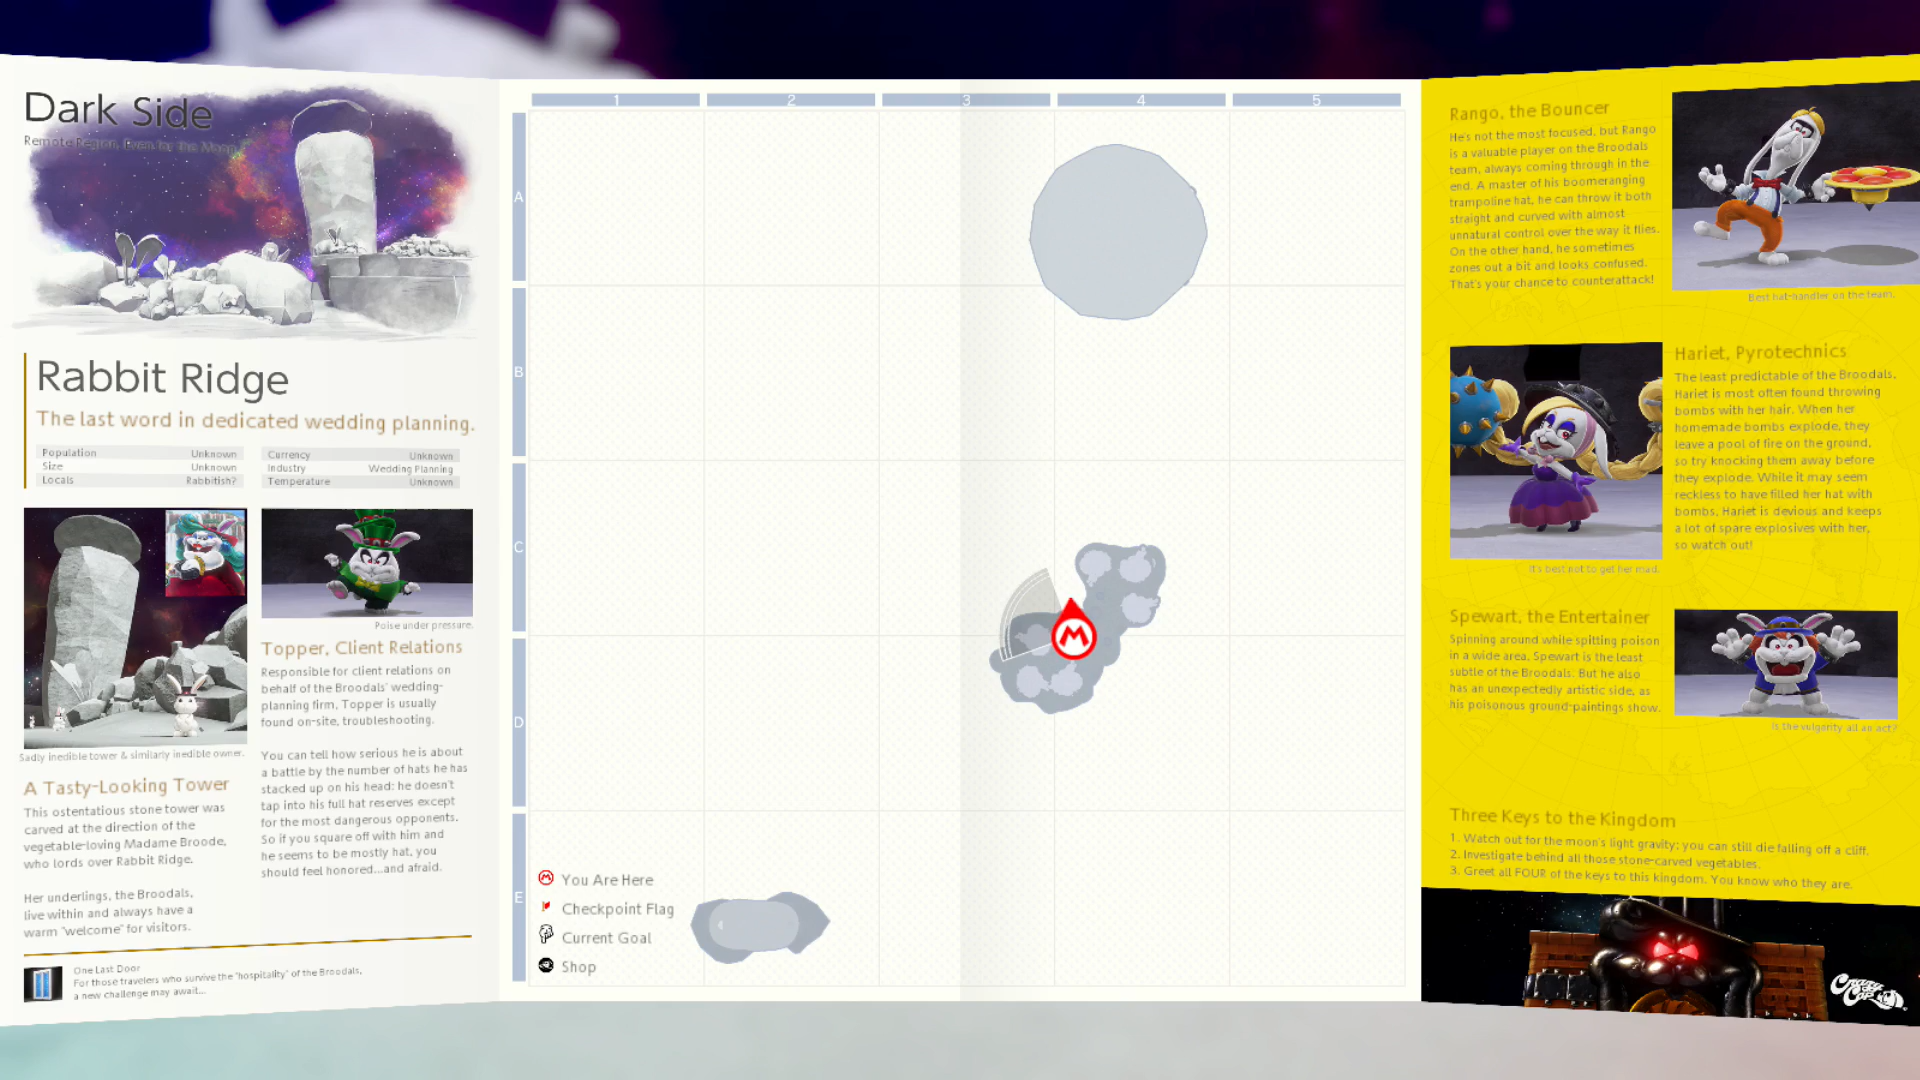 Dark Side
Remote Region, Even for the Moon
Rabbit Ridge
The last word in dedicated wedding planning.
Population Unknown
Size Unknown
Locals Rabbitish?
Currency Unknown
Industry Wedding Planning
Temperature Unknown
Sadly inedible tower & similarly inedible owner.
A Tasty-Looking Tower
This ostentatious stone tower was
carved at the direction of the
vegetable-loving Madame Broode,
who lords over Rabbit Ridge.
Her underlings, the Broodals,
live within and always have a
warm "welcome" for visitors.
Poise under pressure.
Topper, Client Relations
Responsible for client relations on
behalf of the Broodals' wedding-
planning firm, Topper is usually
found on-site, troubleshooting.
You can tell how serious he is about
a battle by the number of hats he has
stacked up on his head: he doesn't
tap into his full hat reserves except
for the most dangerous opponents.
So if you square off with him and
he seems to be mostly hat, you
should feel honored...and afraid.
One Last Door
For those travelers who survive the "hospitality" of the Broodals,
a new challenge may await...
1 2 3 4 5
A
B
C
D
E
You Are Here
Checkpoint Flag
Current Goal
Shop
Rango, the Bouncer
He's not the most focused, but Rango
is a valuable player on the Broodals
team, always coming through in the
end. A master of his boomeranging
trampoline hat, he can throw it both
straight and curved with almost
unnatural control over the way it flies.
On the other hand, he sometimes
zones out a bit and looks confused.
That's your chance to counterattack!
Best hat-handler on the team.
Hariet, Pyrotechnics
The least predictable of the Broodals,
Hariet is most often found throwing
bombs with her hair. When her
homemade bombs explode, they
leave a pool of fire on the ground,
so try knocking them away before
they explode. While it may seem
reckless to have filled her hat with
bombs, Hariet is devious and keeps
a lot of spare explosives with her,
so watch out!
It's best not to get her mad.
Spewart, the Entertainer
Spinning around while spitting poison
in a wide area, Spewart is the least
subtle of the Broodals. But he also
has an unexpectedly artistic side, as
his poisonous ground-paintings show.
Is the vulgarity all an act?
Three Keys to the Kingdom
1. Watch out for the moon's light gravity; you can still die falling off a cliff.
2. Investigate behind all those stone-carved vegetables.
3. Greet all FOUR of the keys to this kingdom. You know who they are.
Crazy Cap